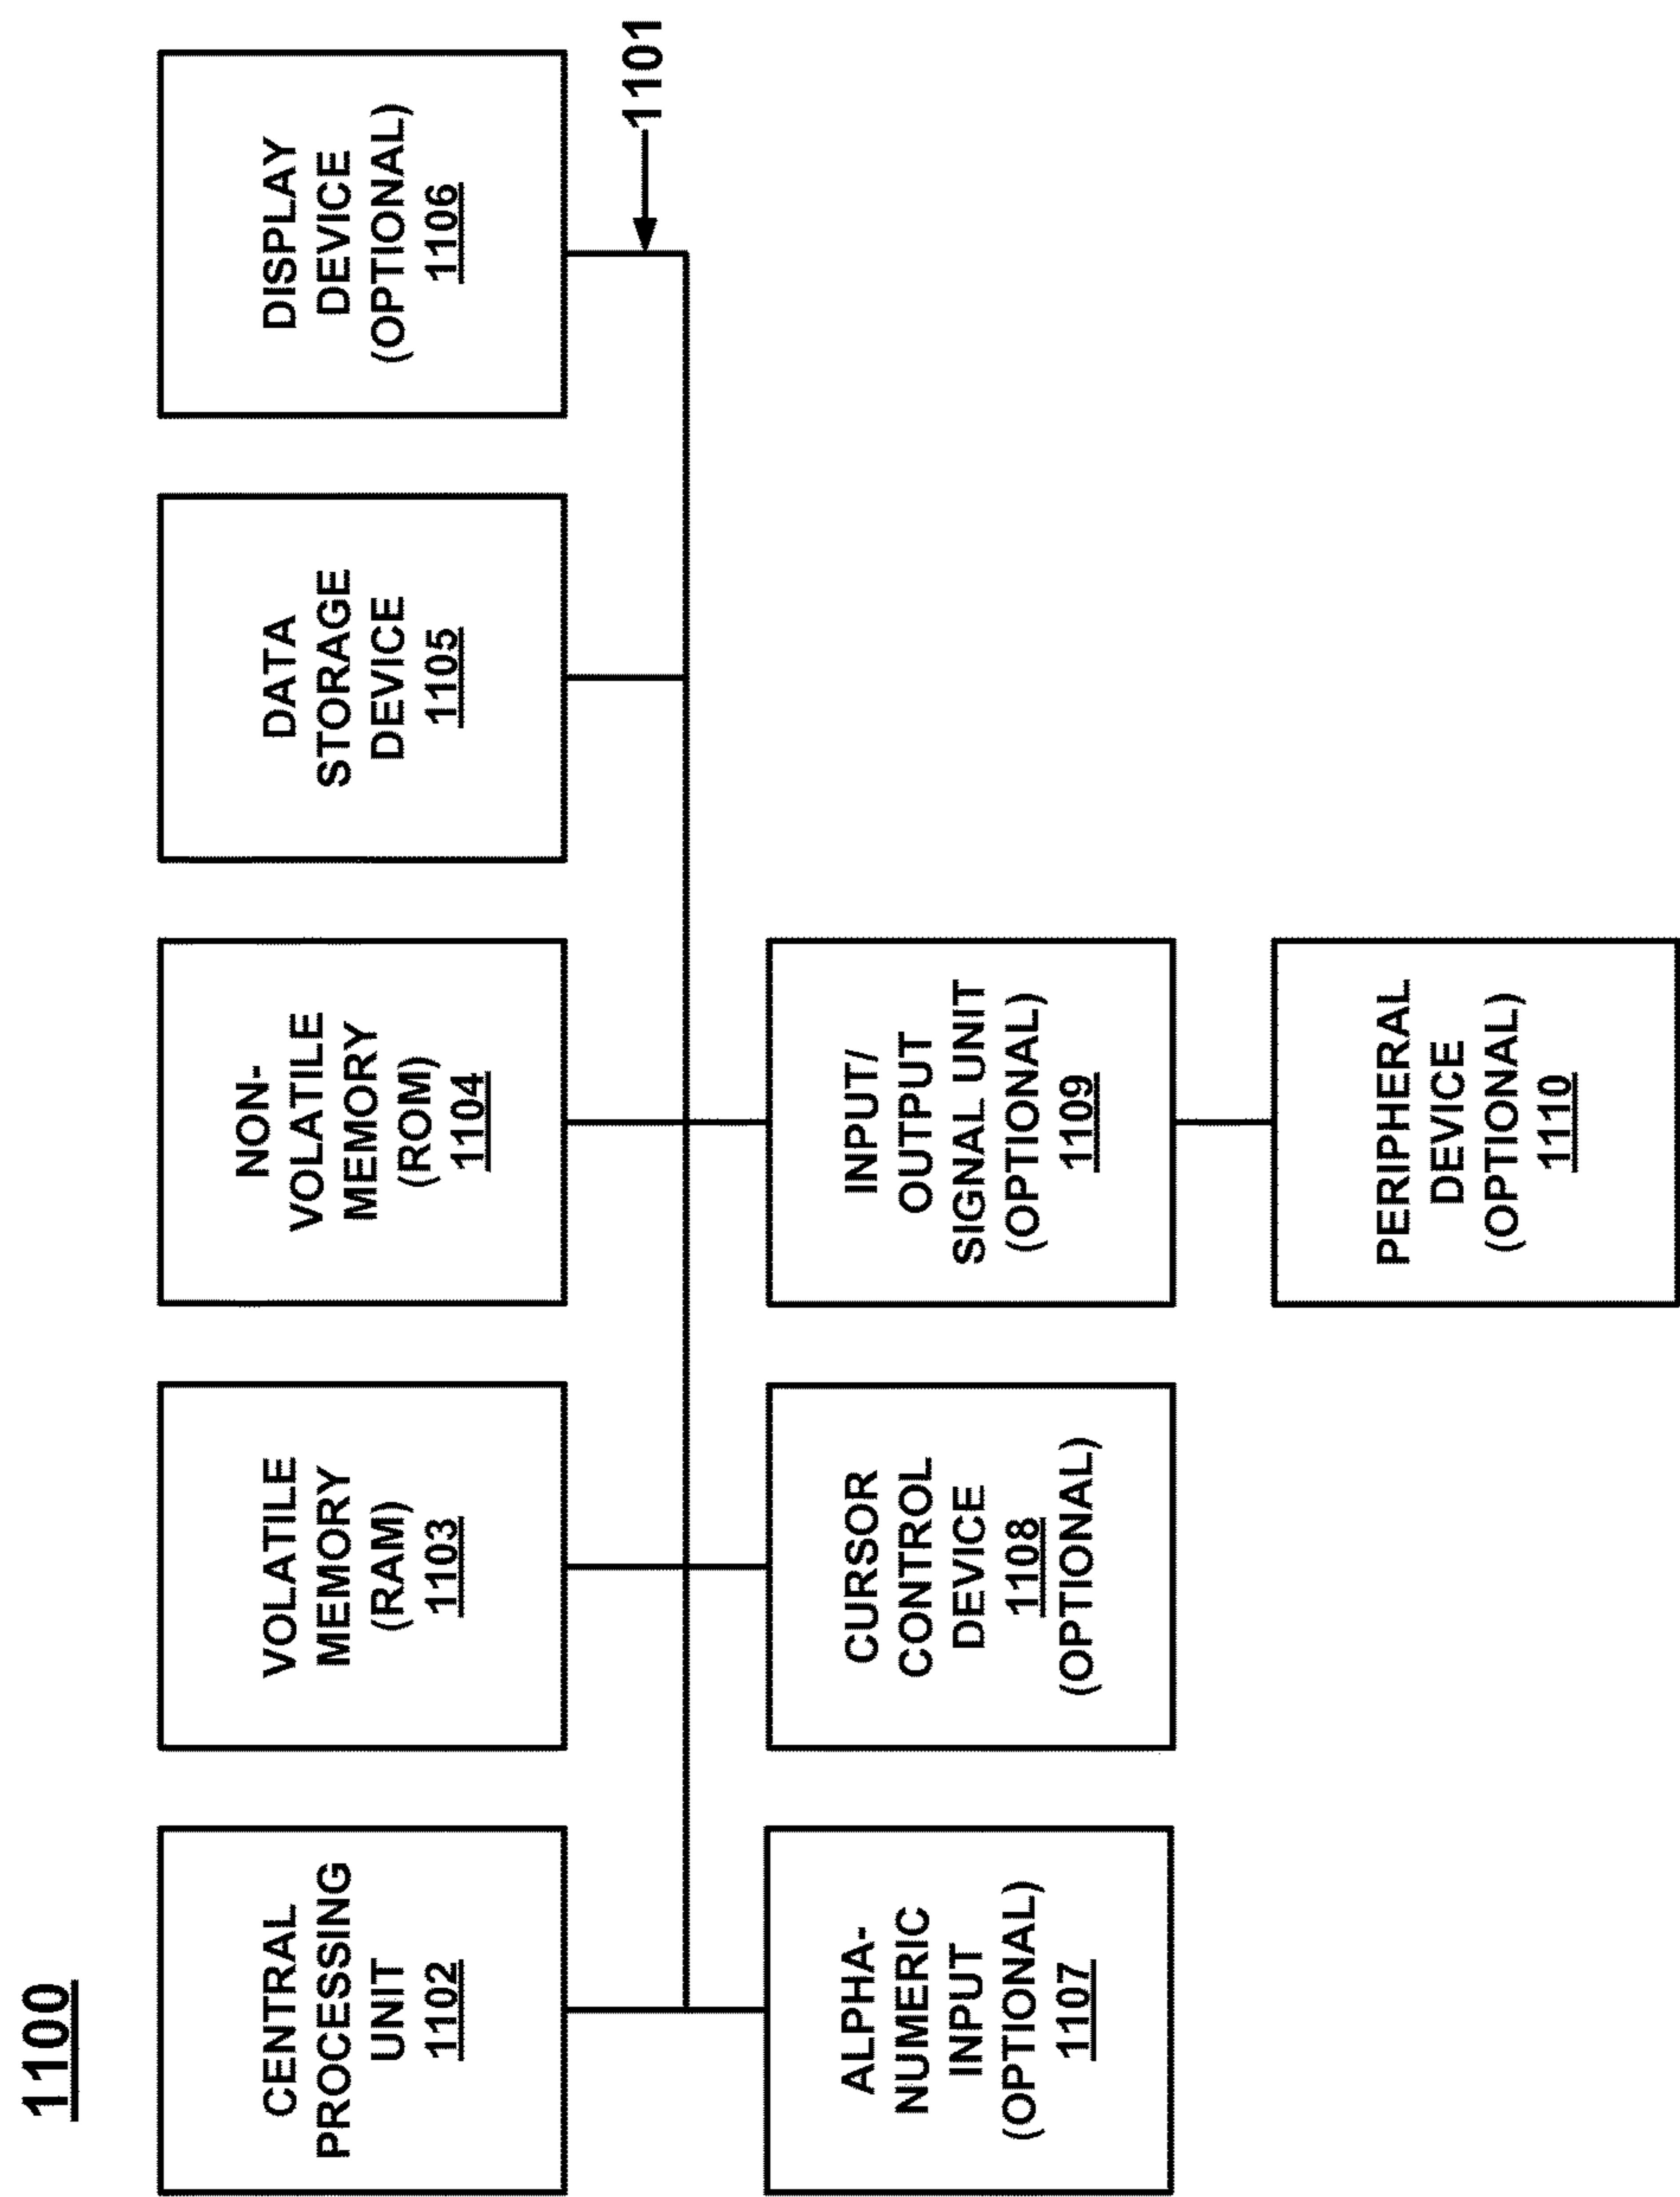 1100
CENTRAL
PROCESSING
UNIT
1102
VOLATILE
MEMORY
(RAM)
1103
NON-
VOLATILE
MEMORY
(ROM)
1104
DATA
STORAGE
DEVICE
1105
DISPLAY
DEVICE
(OPTIONAL)
1106
1101
ALPHA-
NUMERIC
INPUT
(OPTIONAL)
1107
CURSOR
CONTROL
DEVICE
1108
(OPTIONAL)
INPUT/
OUTPUT
SIGNAL UNIT
(OPTIONAL)
1109
PERIPHERAL
DEVICE
(OPTIONAL)
1110